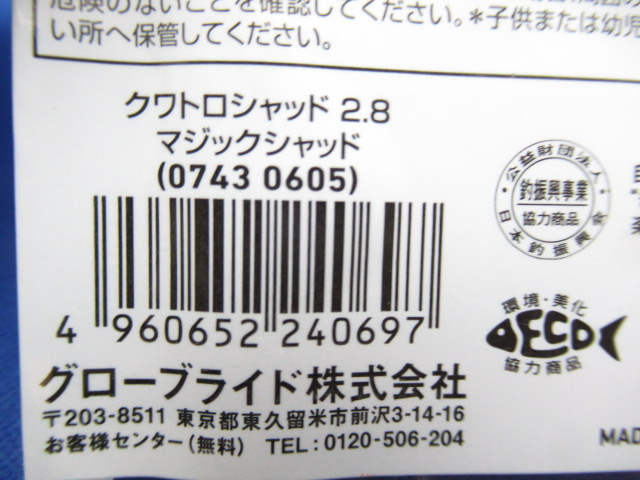 危険のないことを確認してください。*子供または幼児
い所へ保管してください。
クワトロシャッド 2.8
マジックシャッド
(0743 0605)
4 960652 240697
グローブライド株式会社
〒203-8511 東京都東久留米市前沢3-14-16
お客様センター(無料) TEL:0120-506-204
・公益財団法人・
釣振興事業
協力商品
日本釣振興会
環境・美化
ECO
協力商品
MAD